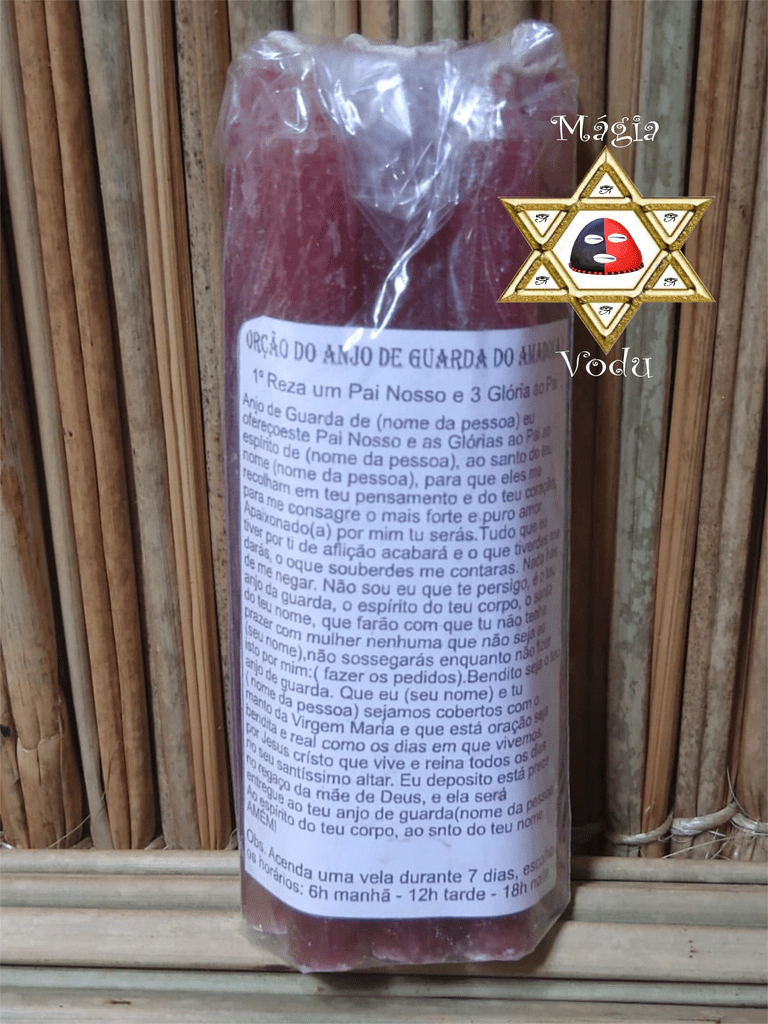 Mágia
Vodu
ORÇÃO DO ANJO DE GUARDA DO
1º Reza um Pai Nosso e 3 Glória ao
Anjo de Guarda de (nome da pessoa) eu
ofereçoeste Pai Nosso e as Glórias ao Pai ao
espírito de (nome da pessoa), ao santo do teu
nome (nome da pessoa), para que eles me
recolham em teu pensamento e do teu coração,
para me consagre o mais forte e puro amor.
Apaixonado(a) por mim tu serás.Tudo que eu
tiver por ti de aflição acabará e o que tiverdes me
darás, o oque souberdes me contaras. Nada hás
de me negar. Não sou eu que te persigo, é o teu
anjo da guarda, o espírito do teu corpo, o santo
do teu nome, que farão com que tu não tenha
prazer com mulher nenhuma que não seja eu
(seu nome),não sossegarás enquanto não fizer
isto por mim:( fazer os pedidos).Bendito seja o teu
anjo de guarda. Que eu (seu nome) e tu
( nome da pessoa) sejamos cobertos com o
manto da Virgem Maria e que está oração seja
bendita e real como os dias em que vivemos,
por Jesus crísto que vive e reina todos os dias
no seu santíssimo altar. Eu deposito está prece
no regaço da mãe de Deus, e ela será
entregue ao teu anjo de guarda(nome da pessoa
Ao espírito do teu corpo, ao snto do teu nome
AMÉM!
Obs. Acenda uma vela durante 7 dias, escolha
os horários: 6h manhã - 12h tarde - 18h noite